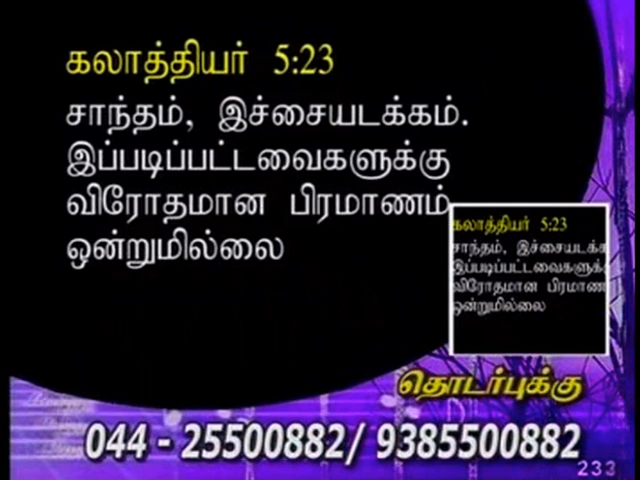 கலாத்தியர் 5:23
சாந்தம், இச்சையடக்கம்.
இப்படிப்பட்டவைகளுக்கு
விரோதமான பிரமாணம்
ஒன்றுமில்லை
கலாத்தியர் 5:23
சாந்தம், இச்சையடக்க
இப்படிப்பட்டவைகளுக்
விரோதமான பிரமாண
ஒன்றுமில்லை
தொடர்புக்கு
044 - 25500882/ 9385500882
233